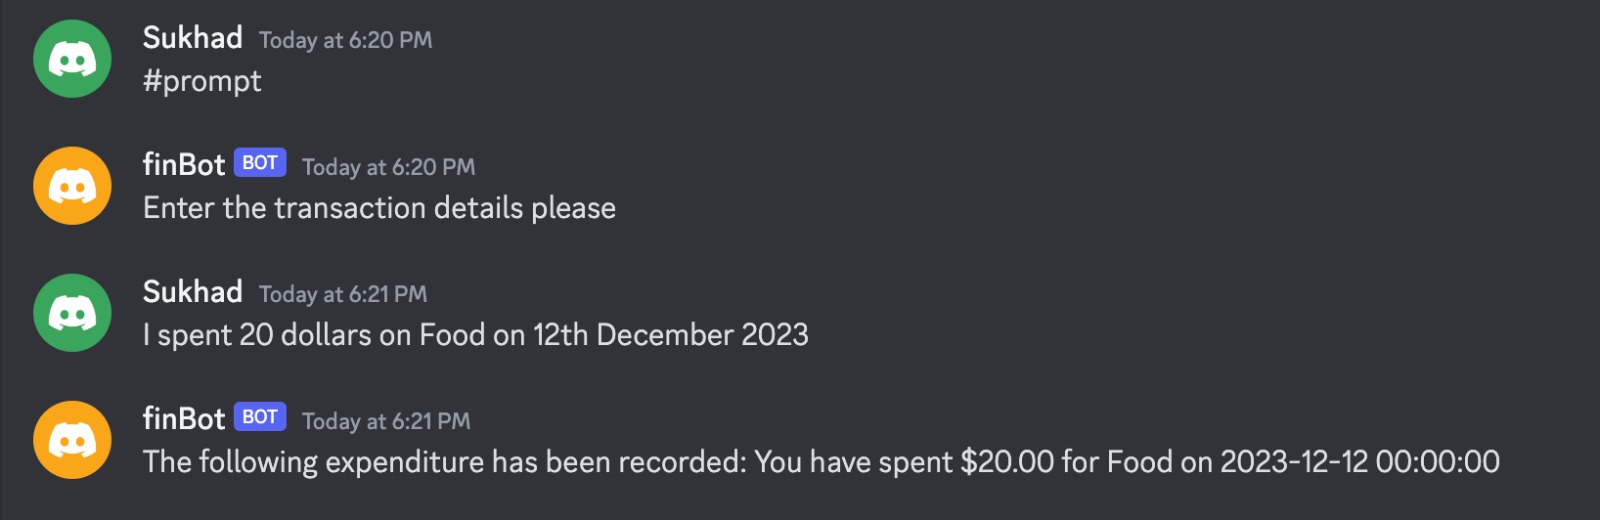 Sukhad Today at 6:20 PM
#prompt
finBot BOT Today at 6:20 PM
Enter the transaction details please
Sukhad Today at 6:21 PM
I spent 20 dollars on Food on 12th December 2023
finBot BOT Today at 6:21 PM
The following expenditure has been recorded: You have spent $20.00 for Food on 2023-12-12 00:00:00